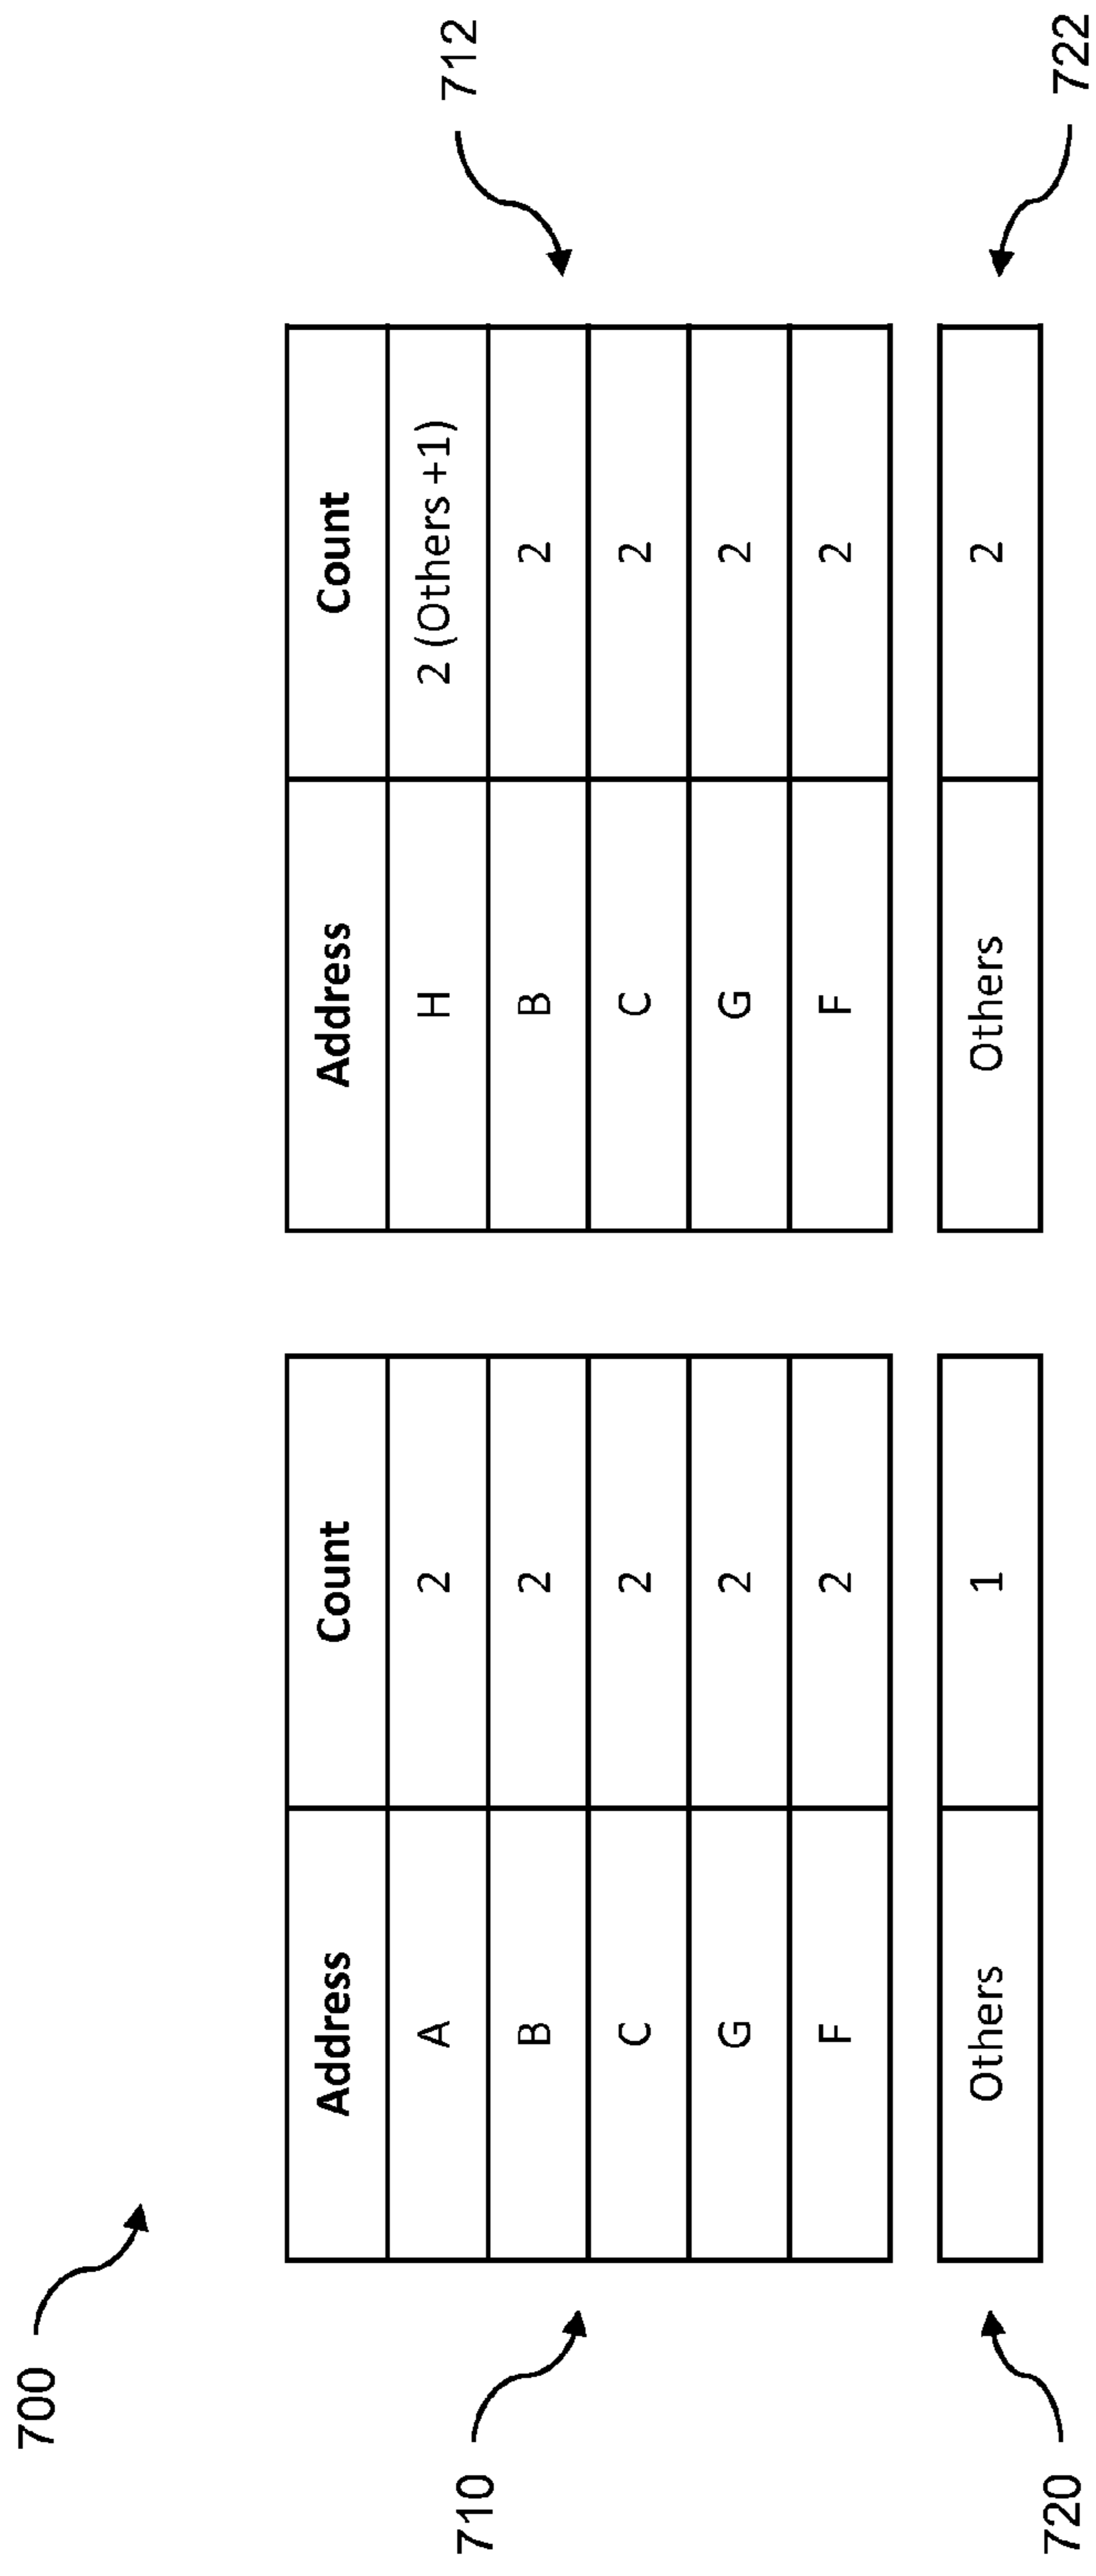 700
710
712
Address Count Address Count
A 2 H 2 (Others +1)
B 2 B 2
C 2 C 2
G 2 G 2
F 2 F 2
Others 1 Others 2
720
722